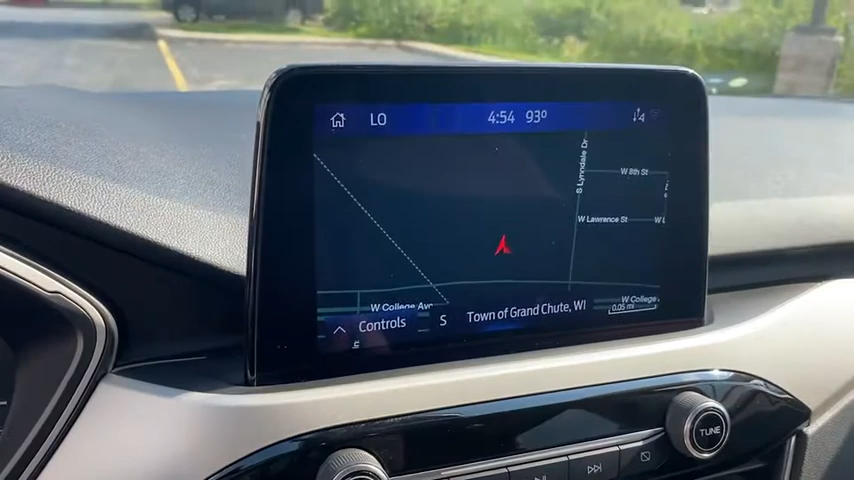 LO 4:54 93° 4
S Lynndale Dr
W 8th St
W Lawrence St W L
W College Ave W College
0.05 mi
Controls S Town of Grand Chute, WI
TUNE